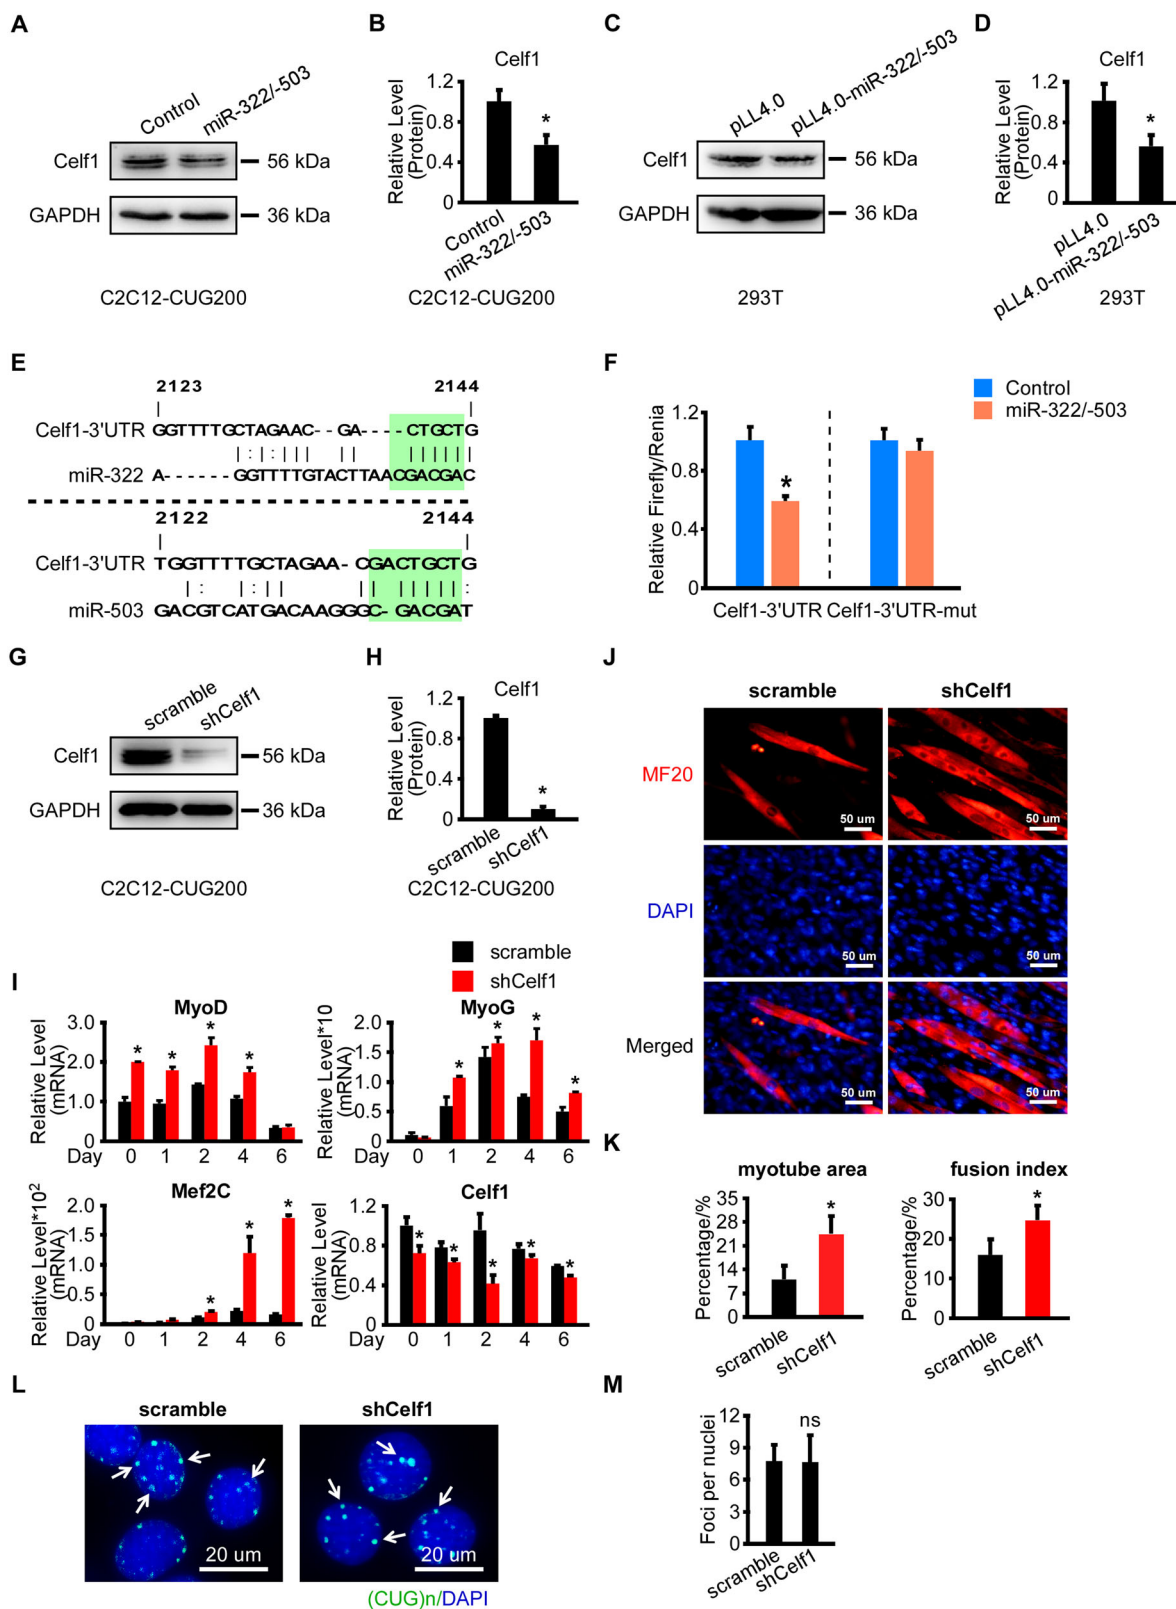 A
Control
miR-322/-503
Celf1
56 kDa
GAPDH
36 kDa
C2C12-CUG200
B
Celf1
Relative Level
(Protein)
1.2
0.8
0.4
0
*
Control
miR-322/-503
C2C12-CUG200
C
pLL4.0
pLL4.0-miR-322/-503
Celf1
56 kDa
GAPDH
36 kDa
293T
D
Celf1
Relative Level
(Protein)
1.2
0.8
0.4
0
*
pLL4.0
pLL4.0-miR-322/-503
293T
E
2123 2144
Celf1-3'UTR GGTTTTGCTAGAAC--GA----CTGCTG
miR-322 A------GGTTTTGTACTTAACGACGAC
2122 2144
Celf1-3'UTR TGGTTTTGCTAGAA-CGACTGCTG
miR-503 GACGTCATGACAAGGGC-GACGAT
F
Control
miR-322/-503
Relative Firefly/Renia
1.2
0.8
0.4
0
*
Celf1-3'UTR Celf1-3'UTR-mut
G
scramble
shCelf1
Celf1
56 kDa
GAPDH
36 kDa
C2C12-CUG200
H
Celf1
Relative Level
(Protein)
1.2
0.8
0.4
0
*
scramble
shCelf1
C2C12-CUG200
I
scramble
shCelf1
MyoD
Relative Level
(mRNA)
3.0
2.0
1.0
0
* * * *
Day 0 1 2 4 6
MyoG
Relative Level*10
(mRNA)
2.0
1.5
1.0
0.5
0
* * * *
Day 0 1 2 4 6
Mef2C
Relative Level*10²
(mRNA)
2.0
1.5
1.0
0.5
0
* * *
Day 0 1 2 4 6
Celf1
Relative Level
(mRNA)
1.2
0.8
0.4
0
* * * * *
Day 0 1 2 4 6
J
scramble shCelf1
MF20
50 um 50 um
DAPI
50 um 50 um
Merged
50 um 50 um
K
myotube area
Percentage/%
35
28
21
14
7
0
*
scramble
shCelf1
fusion index
Percentage/%
30
20
10
0
*
scramble
shCelf1
L
scramble shCelf1
20 um 20 um
(CUG)n/DAPI
M
Foci per nuclei
12
9
6
3
0
ns
scramble
shCelf1